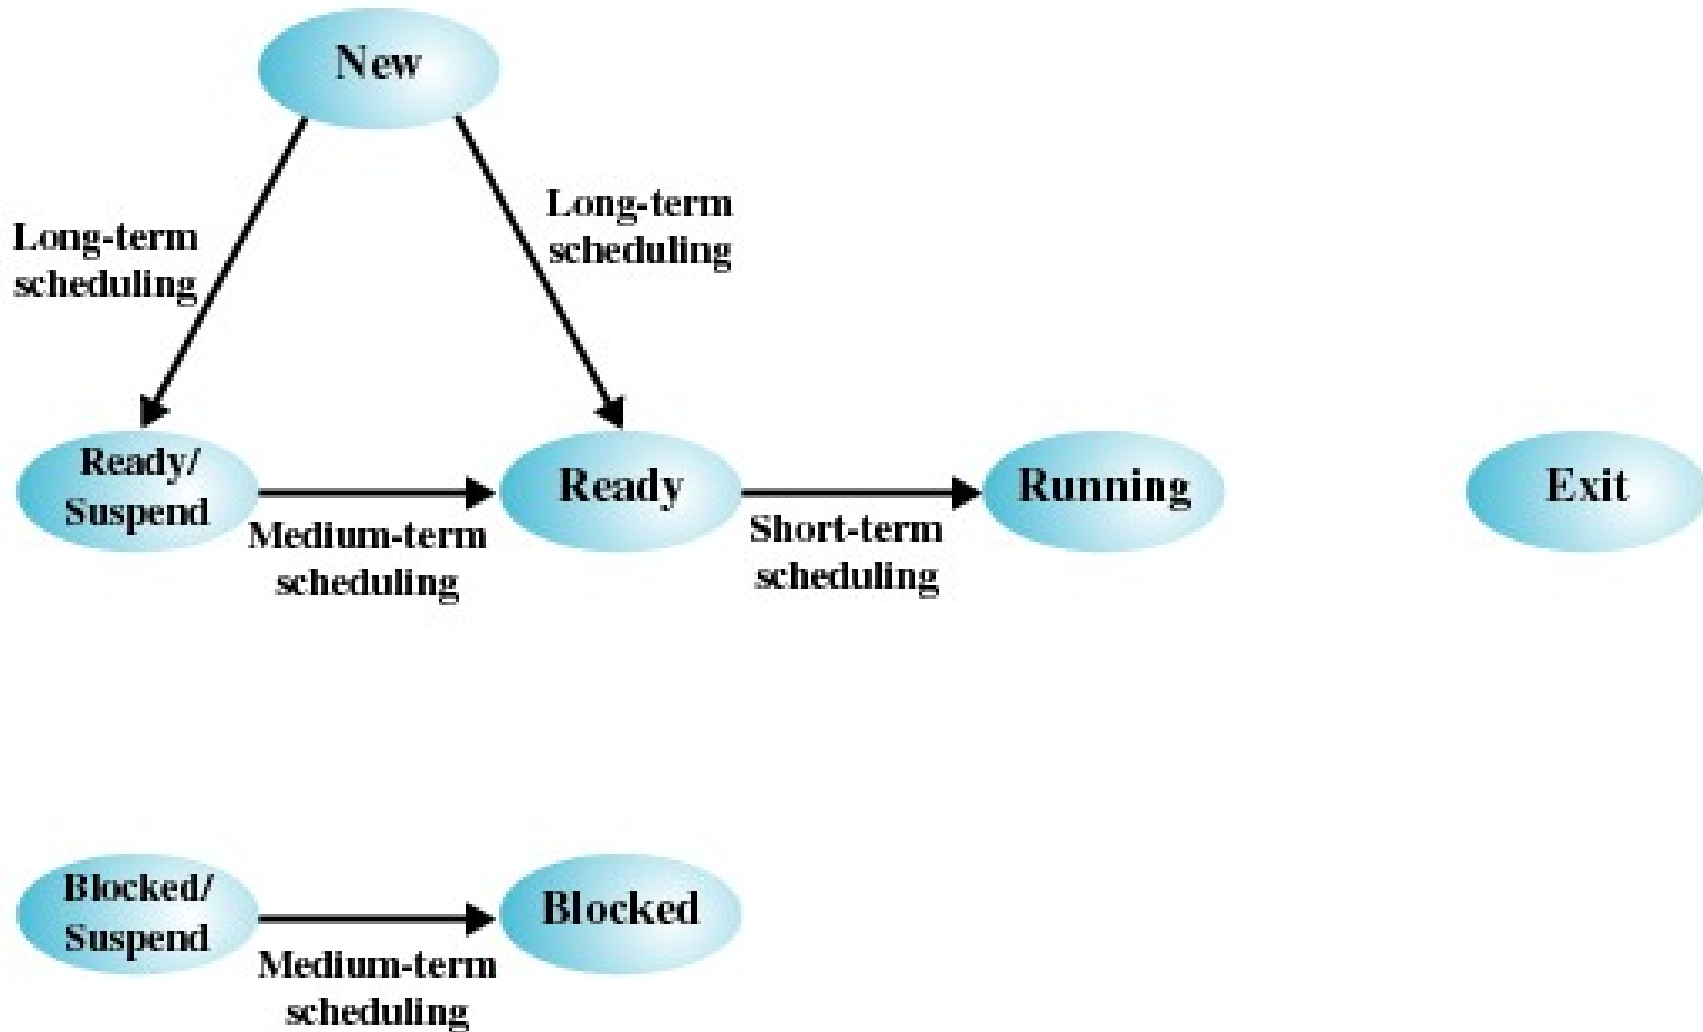 New
Long-term
scheduling
Long-term
scheduling
Ready/
Suspend
Medium-term
scheduling
Ready
Short-term
scheduling
Running
Exit
Blocked/
Suspend
Medium-term
scheduling
Blocked